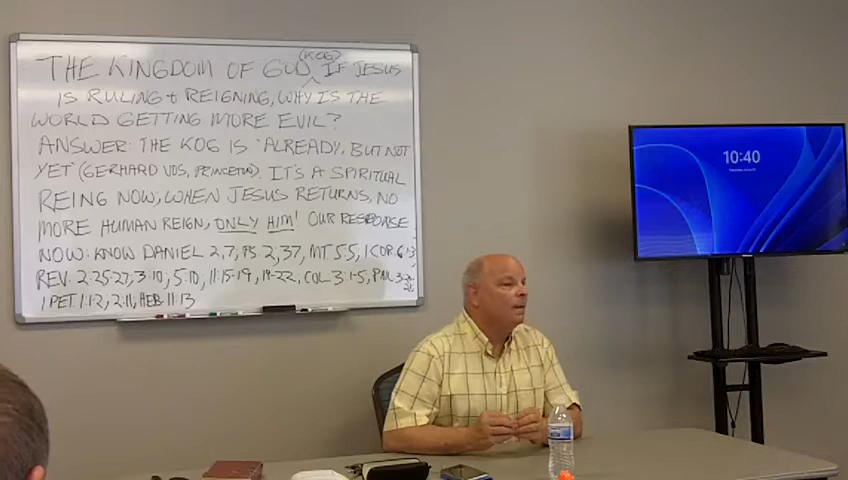 THE KINGDOM OF GOD (KOG) IF JESUS
IS RULING + REIGNING, WHY IS THE
WORLD GETTING MORE EVIL?
ANSWER: THE KOG IS "ALREADY, BUT NOT
YET" (GERHARD VOS, PRINCETON). IT'S A SPIRITUAL
REING NOW; WHEN JESUS RETURNS, NO
MORE HUMAN REIGN, ONLY HIM! OUR RESPONSE
NOW: KNOW DANIEL 2,7, PS. 2,37, MT. 5:5, 1 COR. 6:1-3
REV. 2:25-27, 3:10, 5:10, 11:15-19, 19-22, COL. 3:1-5,
1 PET. 1:1-2, 2:11, HEB. 11:13
10:40